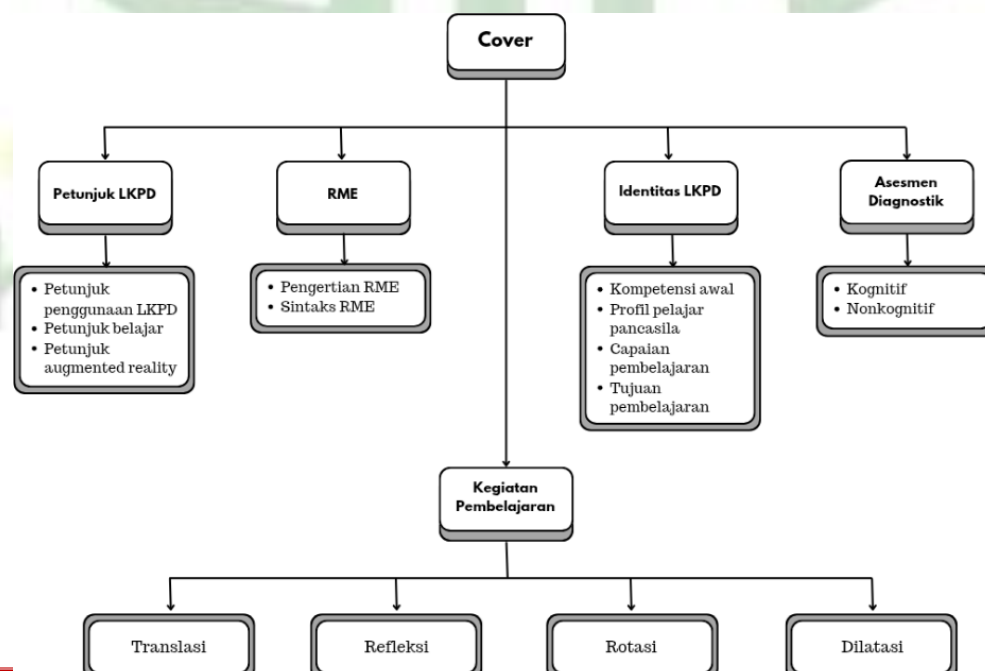 Cover
Petunjuk LKPD
RME
Identitas LKPD
Asesmen
Diagnostik
• Petunjuk
penggunaan LKPD
• Petunjuk belajar
• Petunjuk
augmented reality
• Pengertian RME
• Sintaks RME
• Kompetensi awal
• Profil pelajar
pancasila
• Capaian
pembelajaran
• Tujuan
pembelajaran
• Kognitif
• Nonkognitif
Kegiatan
Pembelajaran
Translasi
Refleksi
Rotasi
Dilatasi